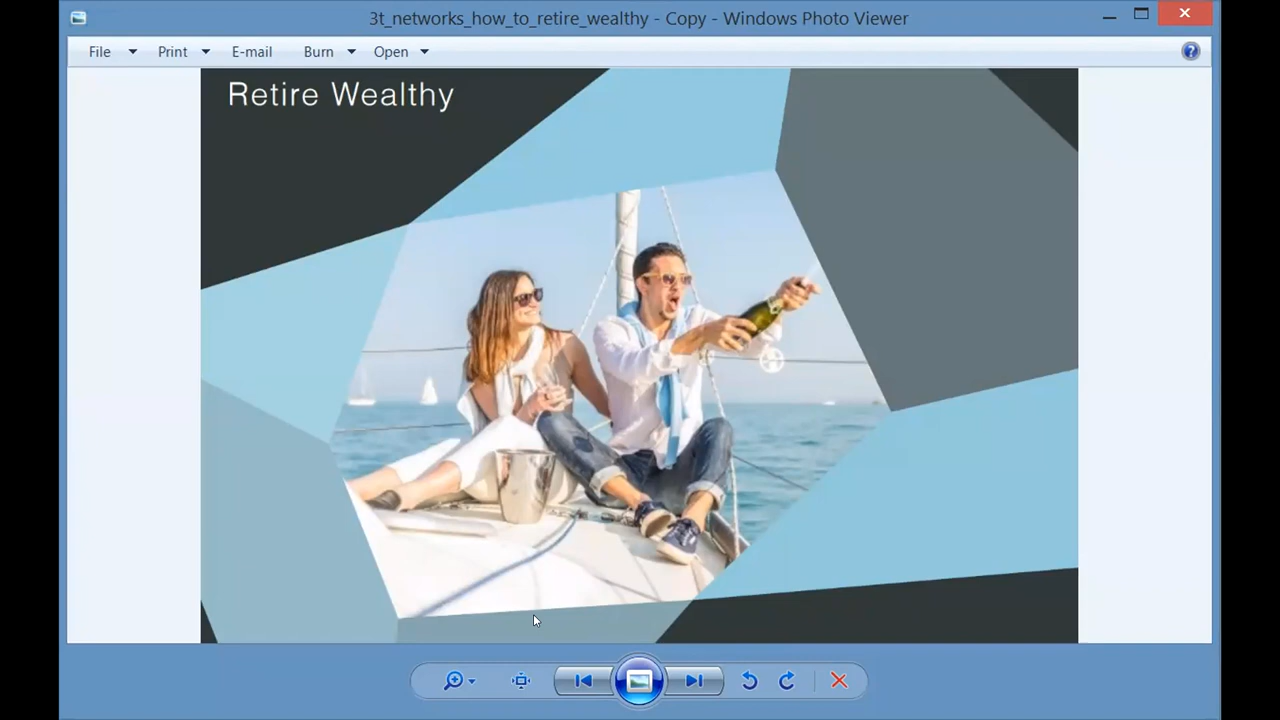 3t_networks_how_to_retire_wealthy - Copy - Windows Photo Viewer
File Print E-mail Burn Open
Retire Wealthy